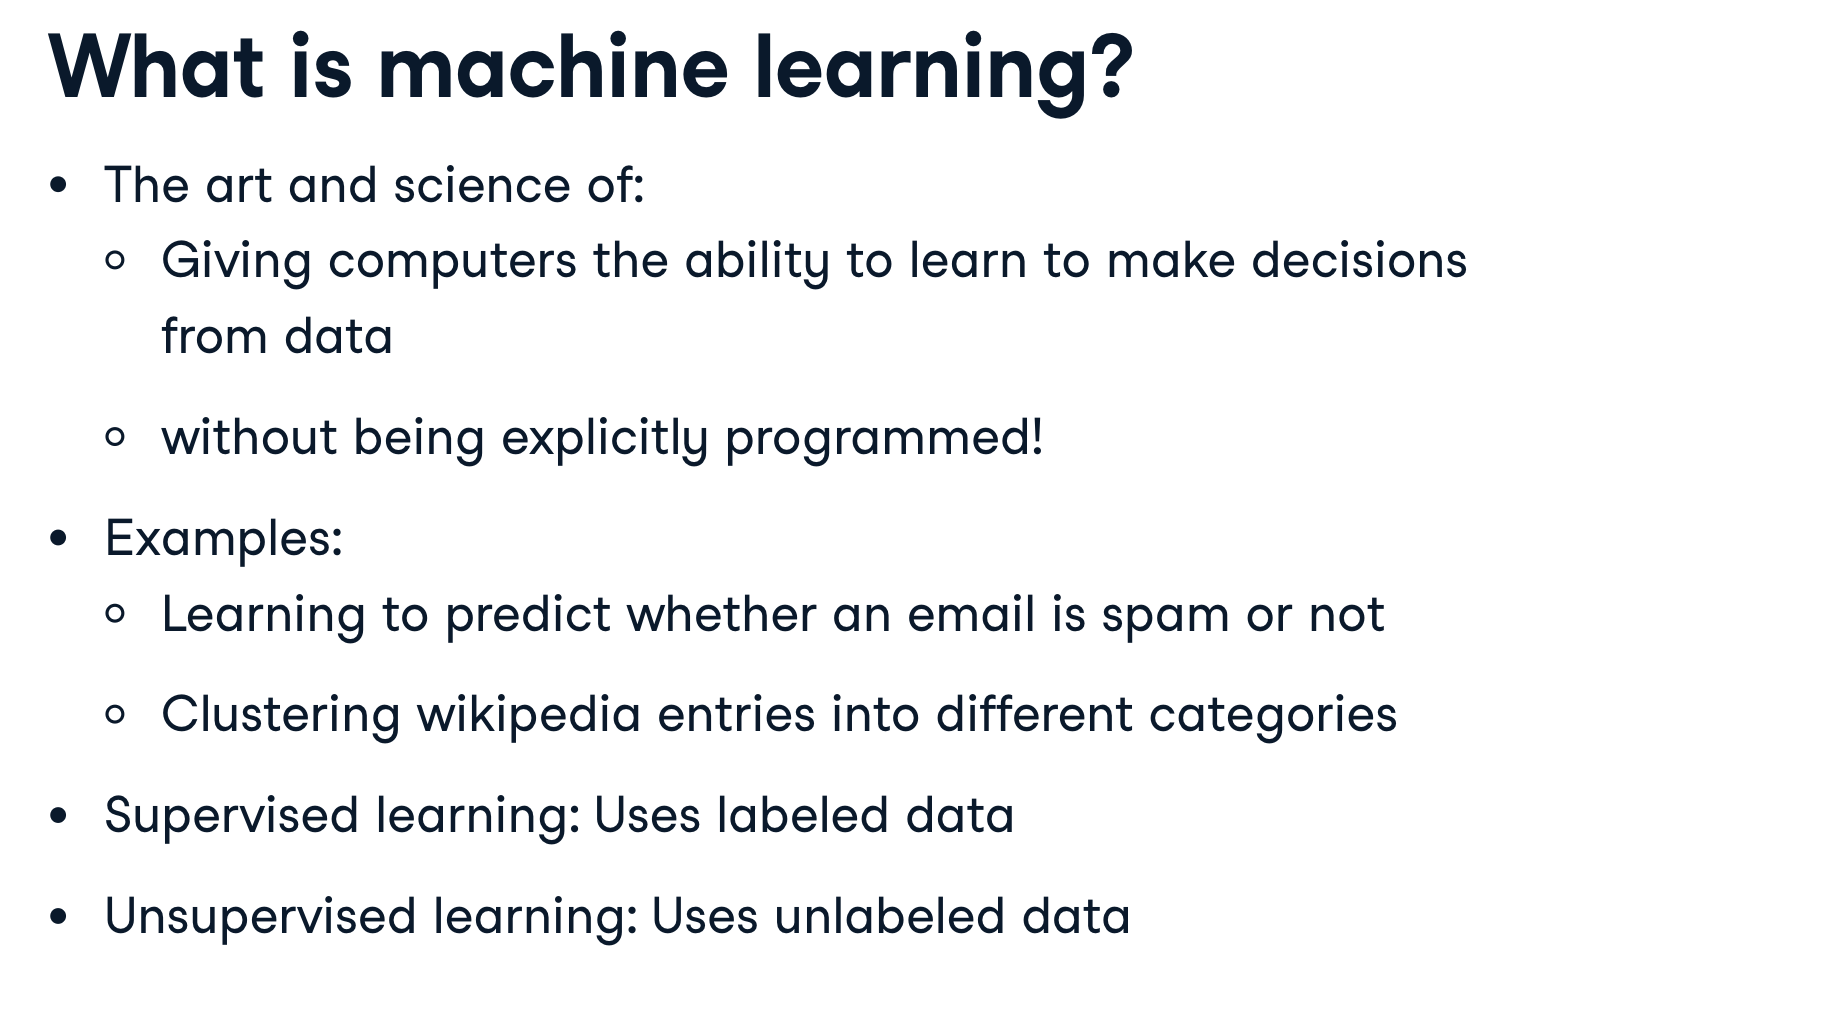 What is machine learning?
• The art and science of:
○ Giving computers the ability to learn to make decisions
from data
○ without being explicitly programmed!
• Examples:
○ Learning to predict whether an email is spam or not
○ Clustering wikipedia entries into different categories
• Supervised learning: Uses labeled data
• Unsupervised learning: Uses unlabeled data